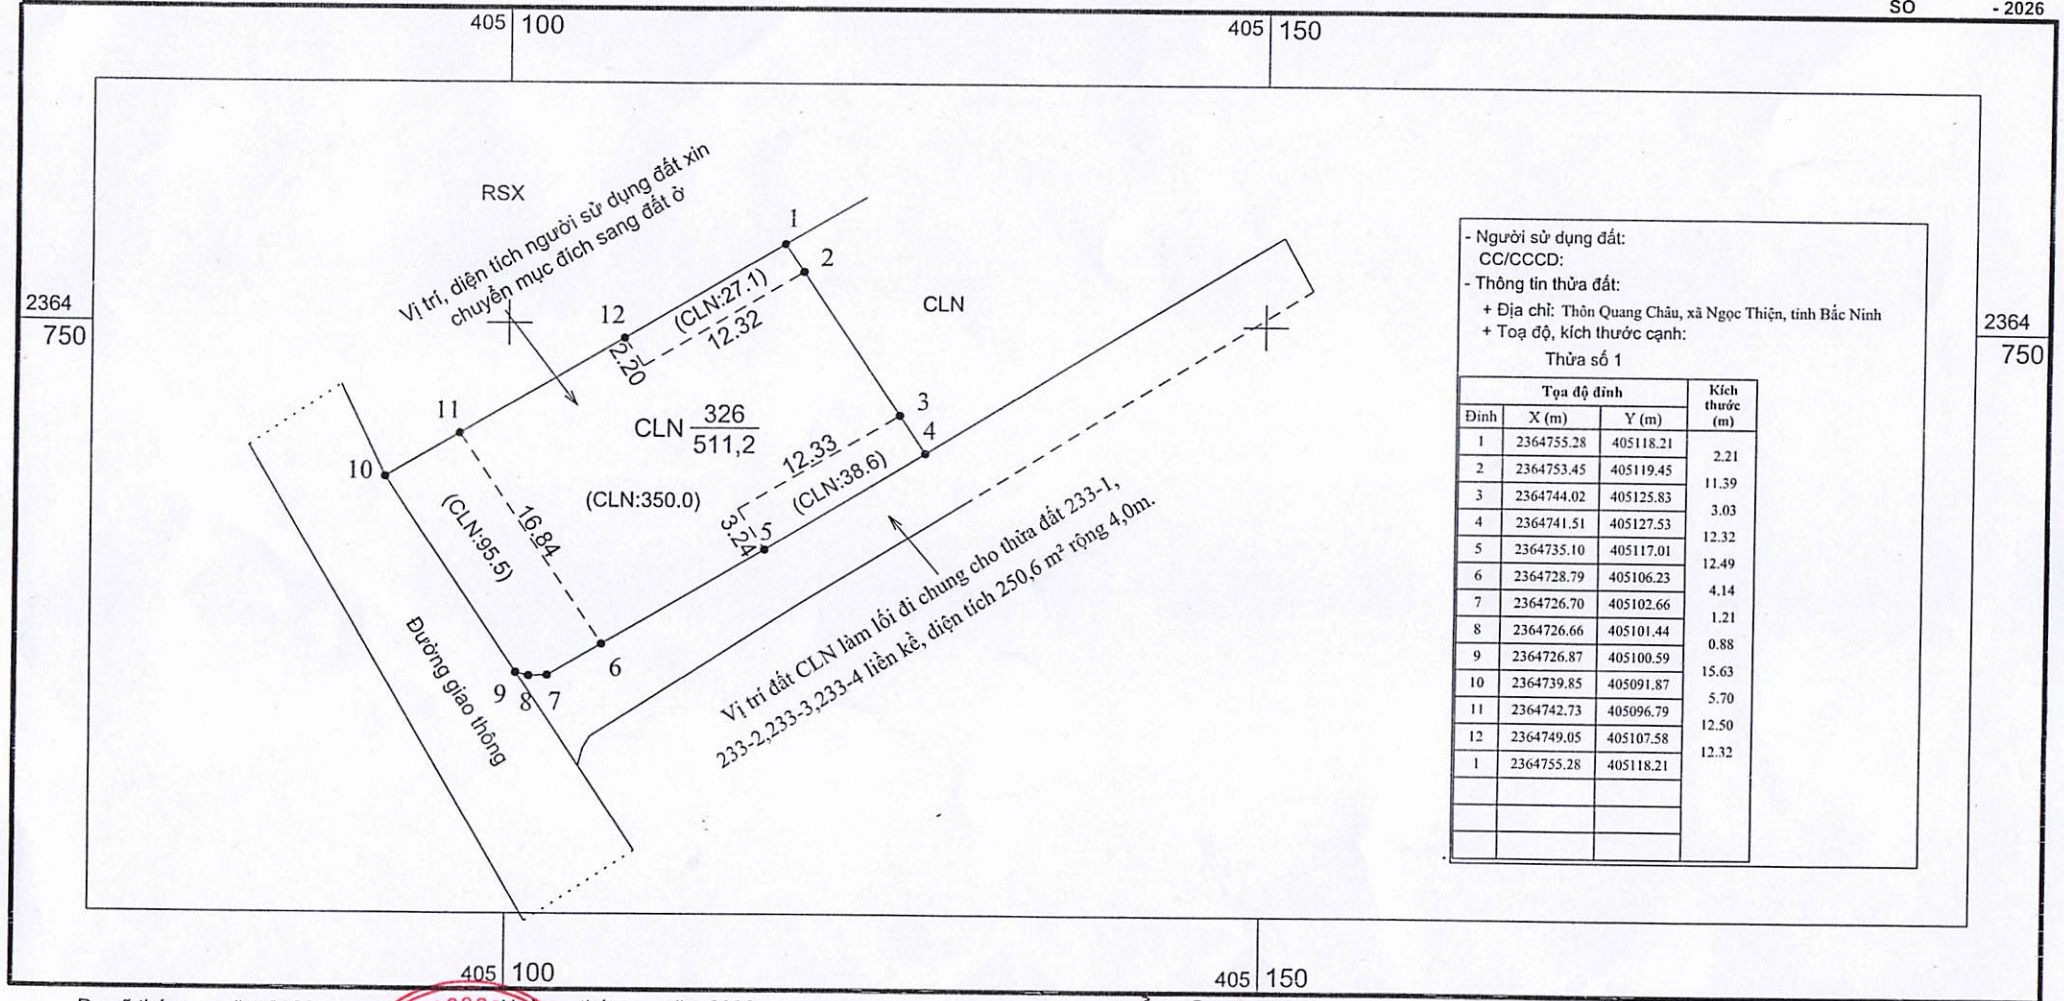 SỐ - 2026
405 100
405 150
RSX
Vị trí, diện tích người sử dụng đất xin
chuyển mục đích sang đất ở
1
2
(CLN:27.1)
12.32
12
2.20
CLN
2364
750
2364
750
11
10
CLN 326
511,2
3
4
12.33
(CLN:38.6)
(CLN:350.0)
3.24
5
(CLN:95.5)
16.84
6
9
8
7
Đường giao thông
Vị trí đất CLN làm lối đi chung cho thửa đất 233-1,
233-2,233-3,233-4 liền kề, diện tích 250,6 m² rộng 4,0m.
- Người sử dụng đất:
CC/CCCD:
- Thông tin thửa đất:
+ Địa chỉ: Thôn Quang Châu, xã Ngọc Thiện, tỉnh Bắc Ninh
+ Toạ độ, kích thước cạnh:
Thửa số 1
Tọa độ đỉnh
Kích
thước
(m)
Đỉnh X (m) Y (m)
1 2364755.28 405118.21
2.21
2 2364753.45 405119.45
11.39
3 2364744.02 405125.83
3.03
4 2364741.51 405127.53
12.32
5 2364735.10 405117.01
12.49
6 2364728.79 405106.23
4.14
7 2364726.70 405102.66
1.21
8 2364726.66 405101.44
0.88
9 2364726.87 405100.59
15.63
10 2364739.85 405091.87
5.70
11 2364742.73 405096.79
12.50
12 2364749.05 405107.58
12.32
1 2364755.28 405118.21
405 100
405 150